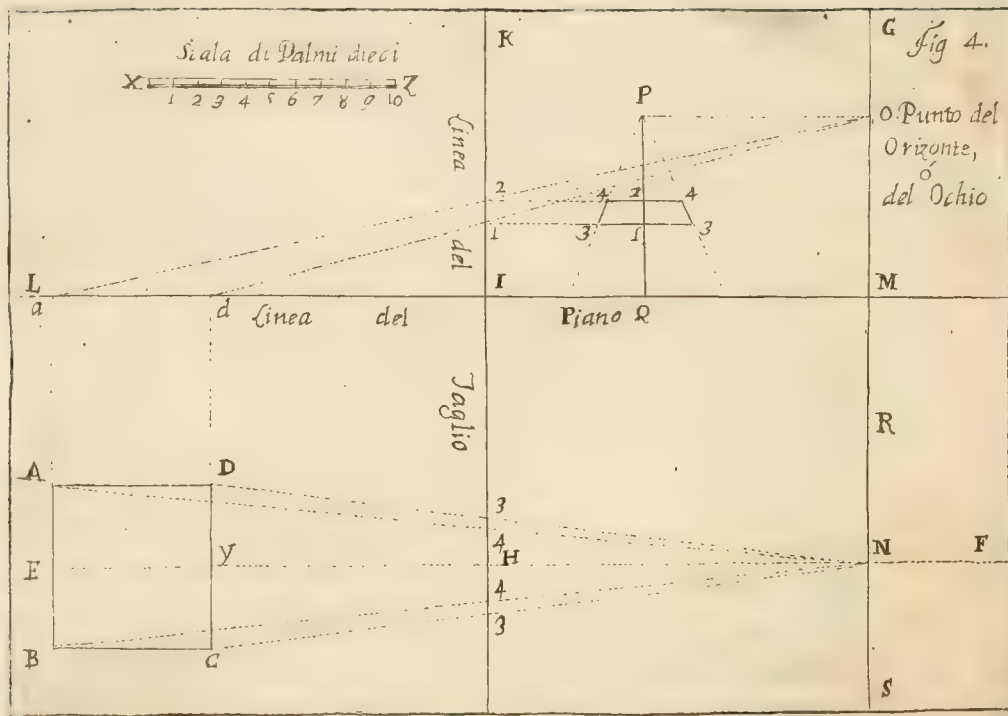 Fig 4.
Scala di Palmi dieci
X Z
1 2 3 4 5 6 7 8 9 10
K
G
P
O. Punto del
Orizonte,
ó
del Ochio
Linea
del
Taglio
2
1
4 2 4
3 1 3
L
I
M
a
d
Linea del
Piano Q
R
A
D
3
4
E
y
H
N
F
4
3
B
C
S